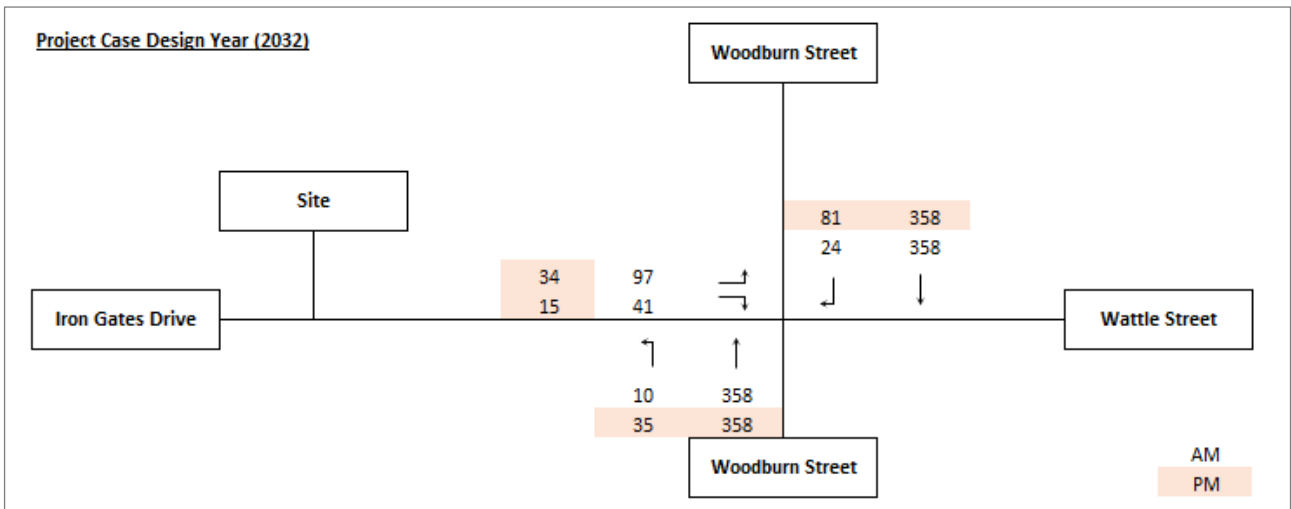 Project Case Design Year (2032)
Woodburn Street
Site
81 358
24 358
34 97
15 41
Iron Gates Drive
Wattle Street
10 358
35 358
Woodburn Street
AM
PM